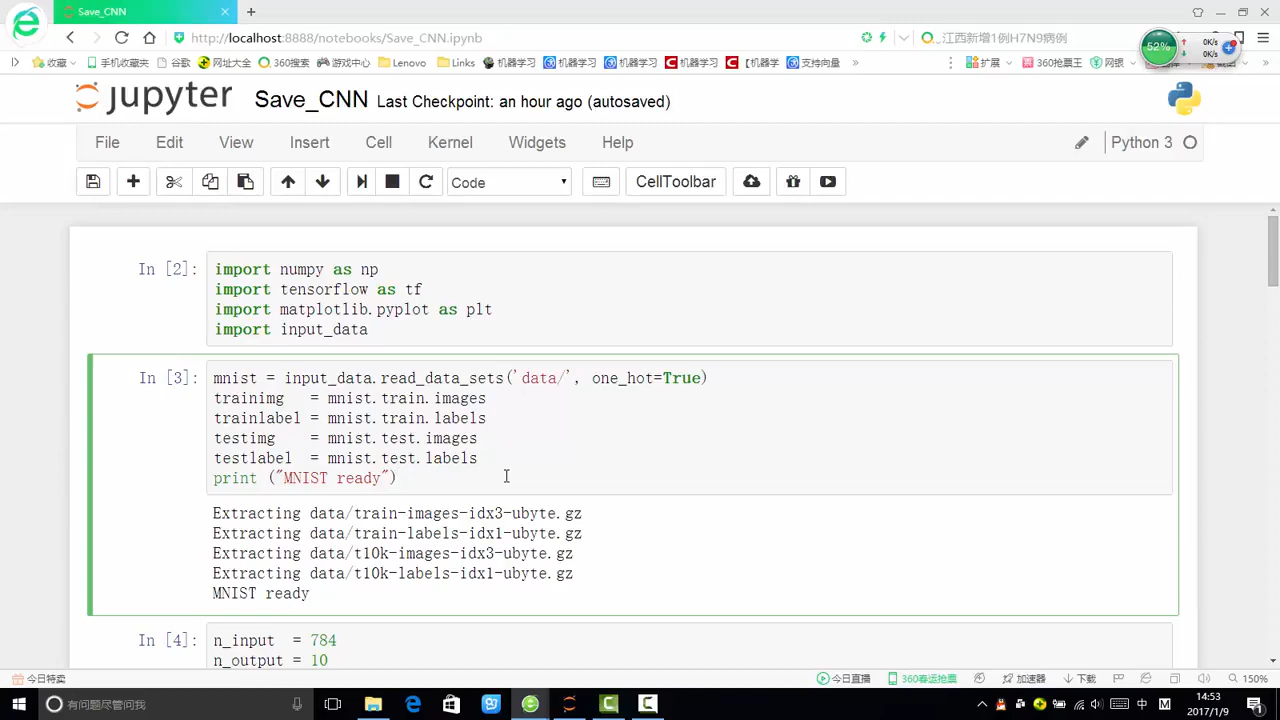 Save_CNN
http://localhost:8888/notebooks/Save_CNN.ipynb
江西新增1例H7N9病例
52%
0K/s
0K/s
收藏 手机收藏夹 谷歌 网址大全 360搜索 游戏中心 Lenovo Links 机器学习 机器学习 机器学习 机器学习 【机器学 支持向量 » 扩展 360抢票王 网银
jupyter Save_CNN Last Checkpoint: an hour ago (autosaved)
File Edit View Insert Cell Kernel Widgets Help Python 3
Code CellToolbar
In [2]: import numpy as np
import tensorflow as tf
import matplotlib.pyplot as plt
import input_data
In [3]: mnist = input_data.read_data_sets('data/', one_hot=True)
trainimg = mnist.train.images
trainlabel = mnist.train.labels
testimg = mnist.test.images
testlabel = mnist.test.labels
print ("MNIST ready")
Extracting data/train-images-idx3-ubyte.gz
Extracting data/train-labels-idx1-ubyte.gz
Extracting data/t10k-images-idx3-ubyte.gz
Extracting data/t10k-labels-idx1-ubyte.gz
MNIST ready
In [4]: n_input = 784
n_output = 10
今日特卖 今日直播 360春运抢票 加速器 下载 150%
有问题尽管问我 中 M 14:53
2017/1/9